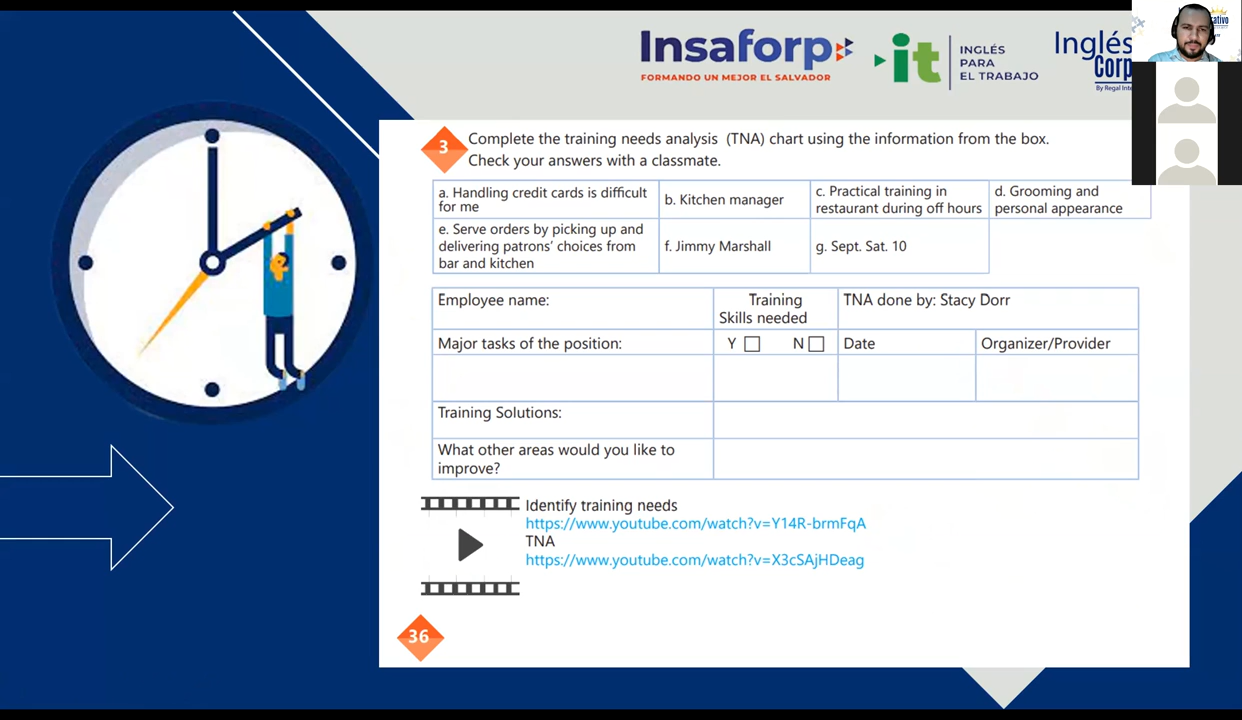 Insaforp
FORMANDO UN MEJOR EL SALVADOR
it
INGLÉS
PARA
EL TRABAJO
Inglés
Corp
By Regal Inte
3
Complete the training needs analysis (TNA) chart using the information from the box.
Check your answers with a classmate.
a. Handling credit cards is difficult
for me
b. Kitchen manager
c. Practical training in
restaurant during off hours
d. Grooming and
personal appearance
e. Serve orders by picking up and
delivering patrons' choices from
bar and kitchen
f. Jimmy Marshall
g. Sept. Sat. 10
Employee name:
Training
Skills needed
TNA done by: Stacy Dorr
Major tasks of the position:
Y N
Date
Organizer/Provider
Training Solutions:
What other areas would you like to
improve?
Identify training needs
https://www.youtube.com/watch?v=Y14R-brmFqA
TNA
https://www.youtube.com/watch?v=X3cSAjHDeag
36